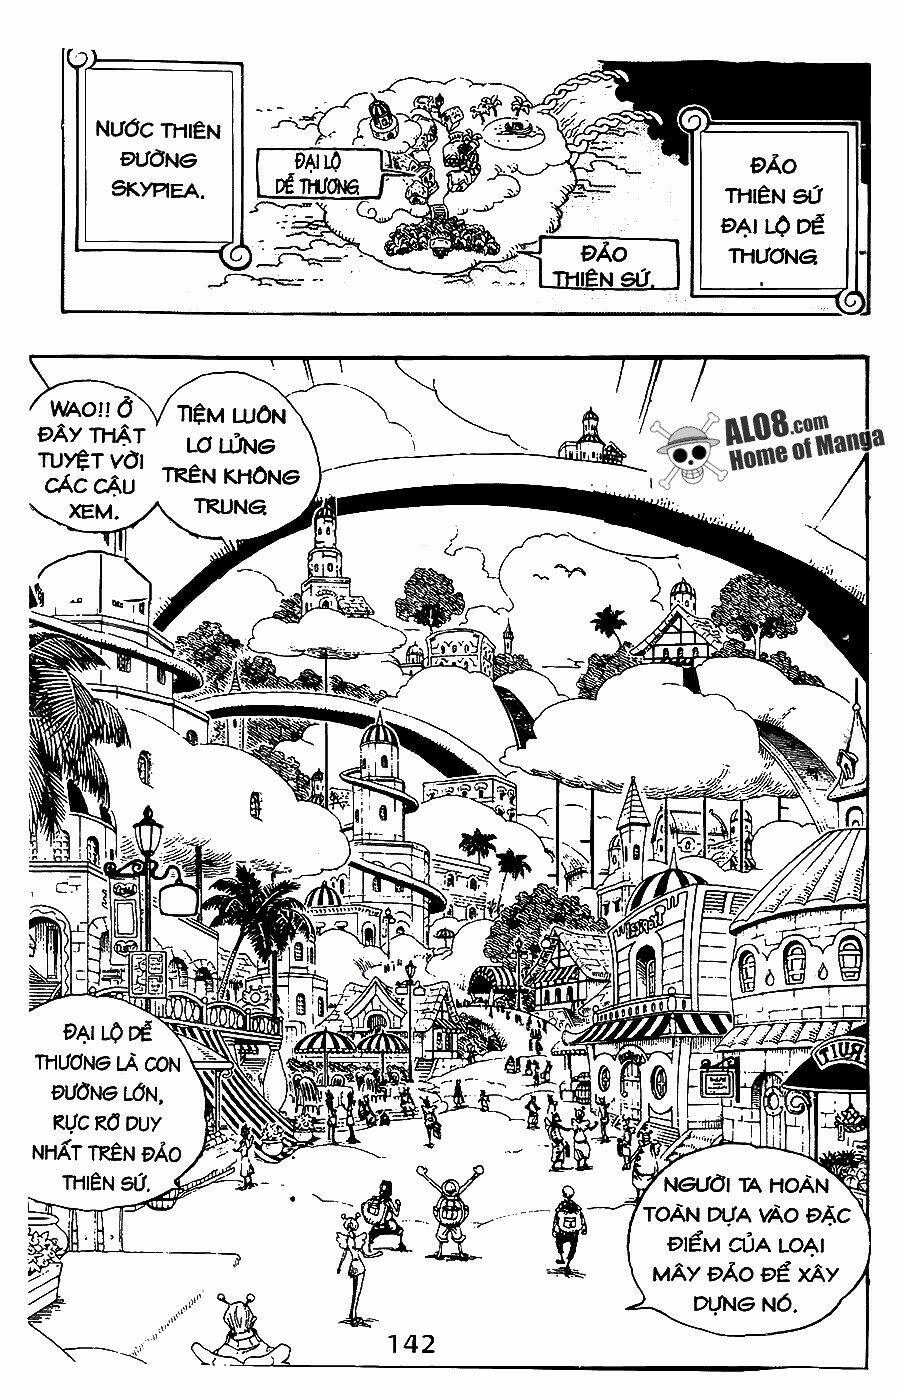 NƯỚC THIÊN
ĐƯỜNG
SKYPIEA.
ĐẠI LỘ
DỄ THƯƠNG
ĐẢO
THIÊN SỨ.
ĐẢO
THIÊN SỨ
ĐẠI LỘ DỄ
THƯƠNG.
WAO!! Ở
ĐÂY THẬT
TUYỆT VỜI
CÁC CẬU
XEM.
TIỆM LUÔN
LƠ LỬNG
TRÊN KHÔNG
TRUNG.
AL08.com
Home of Manga
FRUIT
ĐẠI LỘ DỄ
THƯƠNG LÀ CON
ĐƯỜNG LỚN,
RỰC RỠ DUY
NHẤT TRÊN ĐẢO
THIÊN SỨ.
NGƯỜI TA HOÀN
TOÀN DỰA VÀO ĐẶC
ĐIỂM CỦA LOẠI
MÂY ĐẢO ĐỂ XÂY
DỰNG NÓ.
142